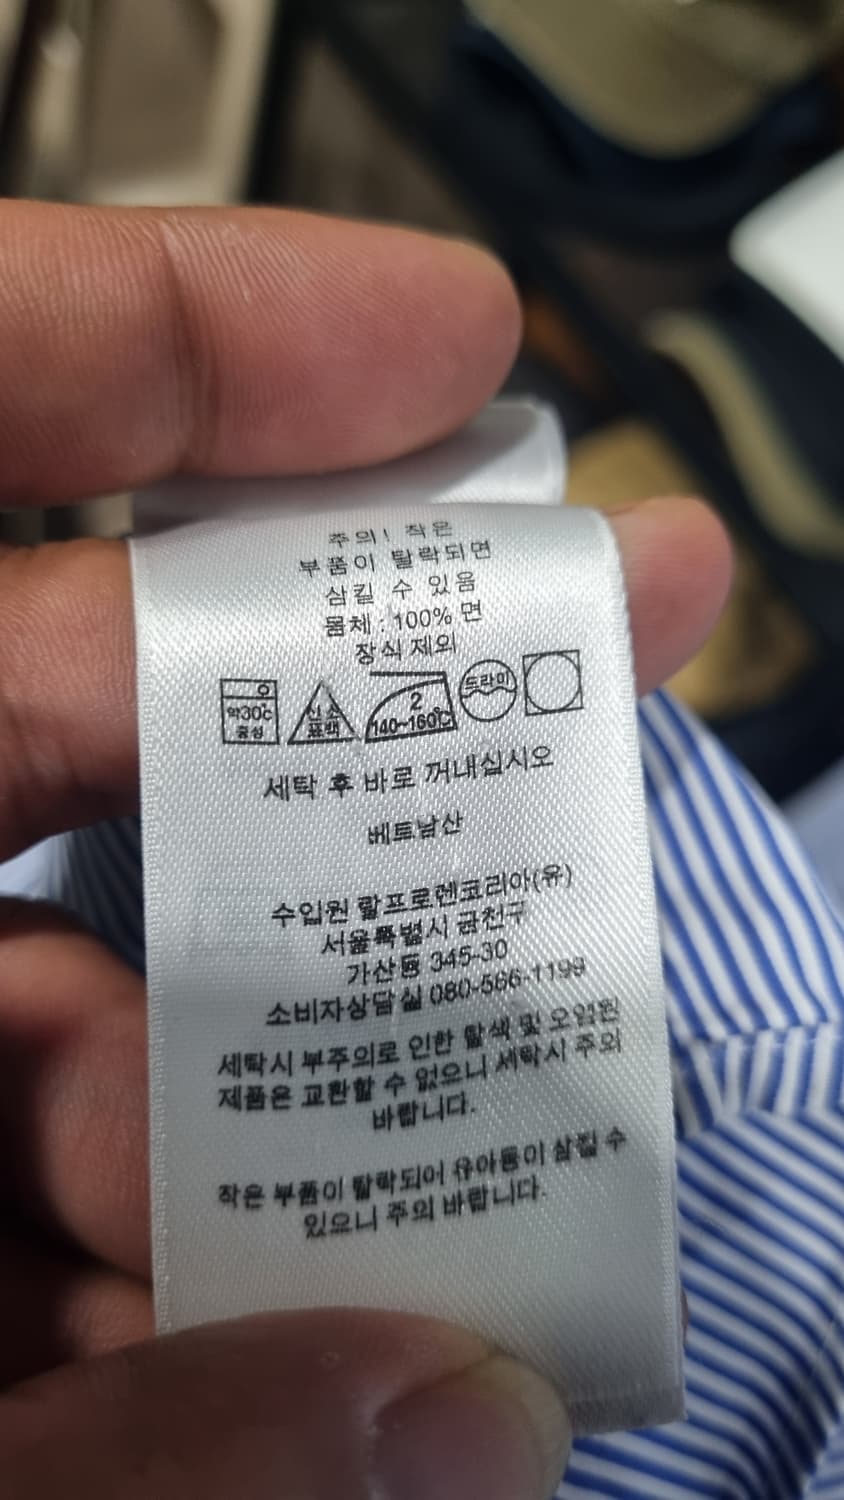 주의! 작은
부품이 탈락되면
삼킬 수 있음
몸체 : 100% 면
장식 제외
약30℃
중성
산소
표백
2
140~160℃
드라이
세탁 후 바로 꺼내십시오
베트남산
수입원 랄프로렌코리아(유)
서울특별시 금천구
가산동 345-30
소비자상담실 080-566-1199
세탁시 부주의로 인한 탈색 및 오염된
제품은 교환할 수 없으니 세탁시 주의
바랍니다.
작은 부품이 탈락되어 유아동이 삼킬 수
있으니 주의 바랍니다.